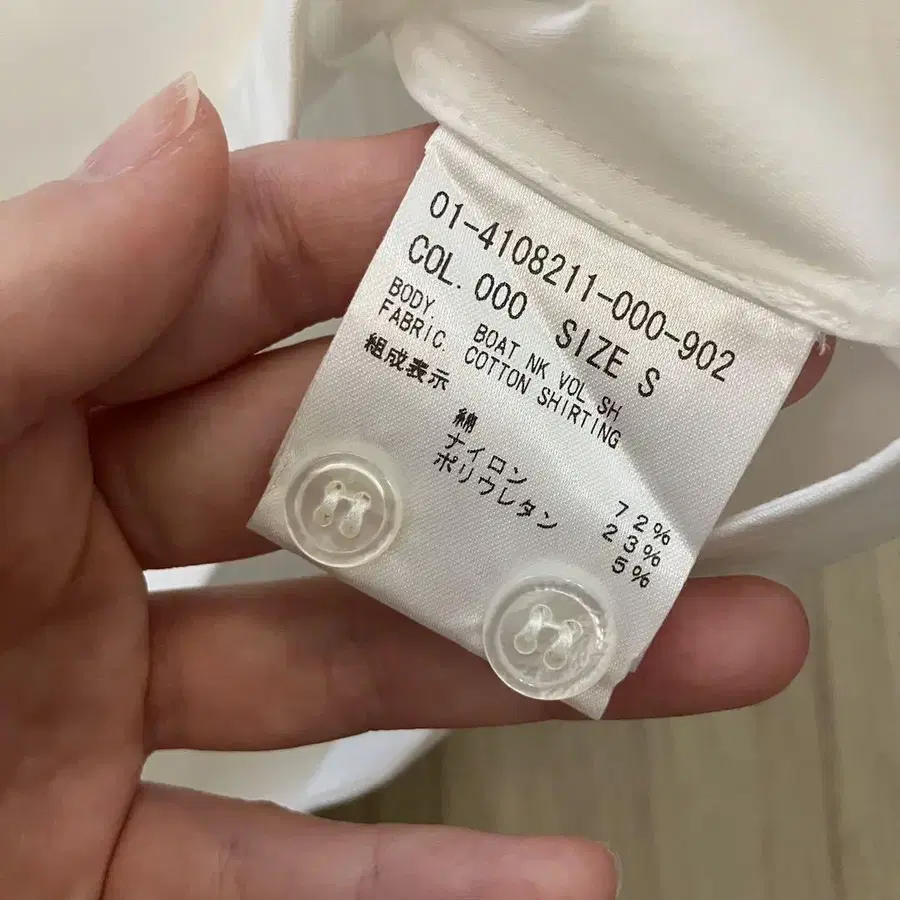 01-4108211-000-902
COL. 000 SIZE S
BODY. BOAT NK VOL SH
FABRIC. COTTON SHIRTING
組成表示
綿 72%
ナイロン 23%
ポリウレタン 5%